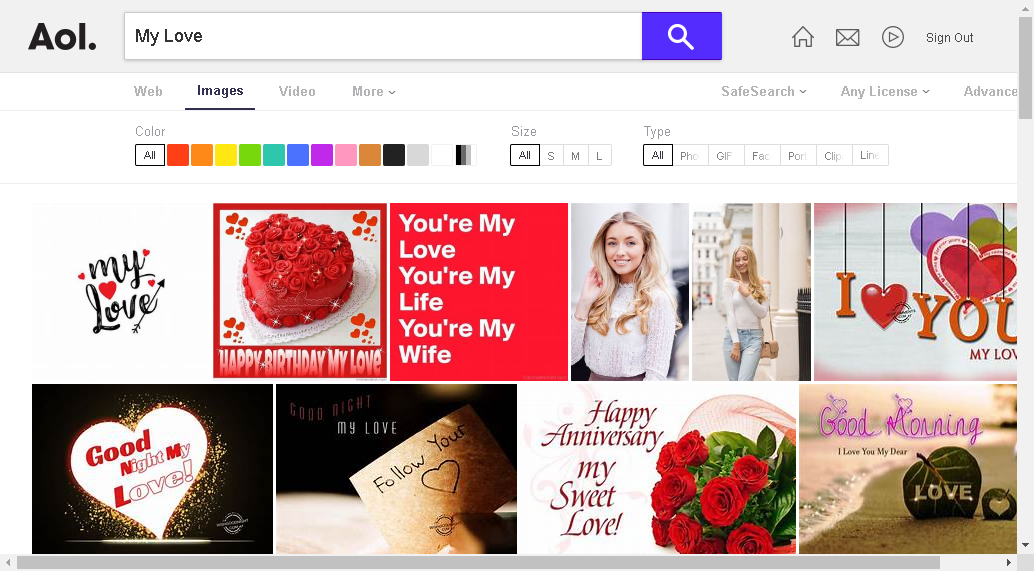 Aol.
My Love
Sign Out
Web
Images
Video
More
SafeSearch
Any License
Advance
Color
Size
Type
All
All
S
M
L
All
Pho
GIF
Fac
Por
Clip
Line
my
Love
HAPPY BIRTHDAY MY LOVE
You're My
Love
You're My
Life
You're My
Wife
I
YOU
MY LOV
Good
Night My
Love!
GOOD NIGHT
MY LOVE
Follow Your
Happy
Anniversary
my
Sweet
Love!
Good Morning
I Love You My Dear
LOVE